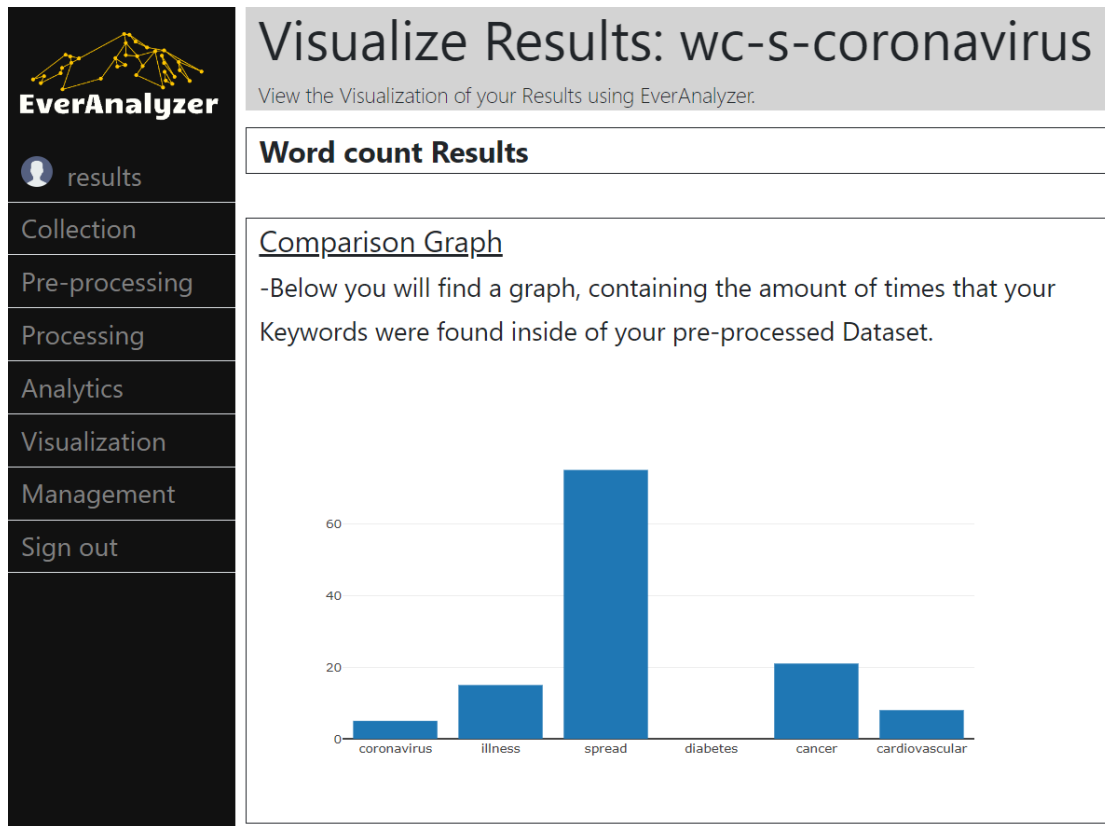 EverAnalyzer
results
Collection
Pre-processing
Processing
Analytics
Visualization
Management
Sign out
Visualize Results: wc-s-coronavirus
View the Visualization of your Results using EverAnalyzer.
Word count Results
Comparison Graph
-Below you will find a graph, containing the amount of times that your
Keywords were found inside of your pre-processed Dataset.
60
40
20
0
coronavirus illness spread diabetes cancer cardiovascular